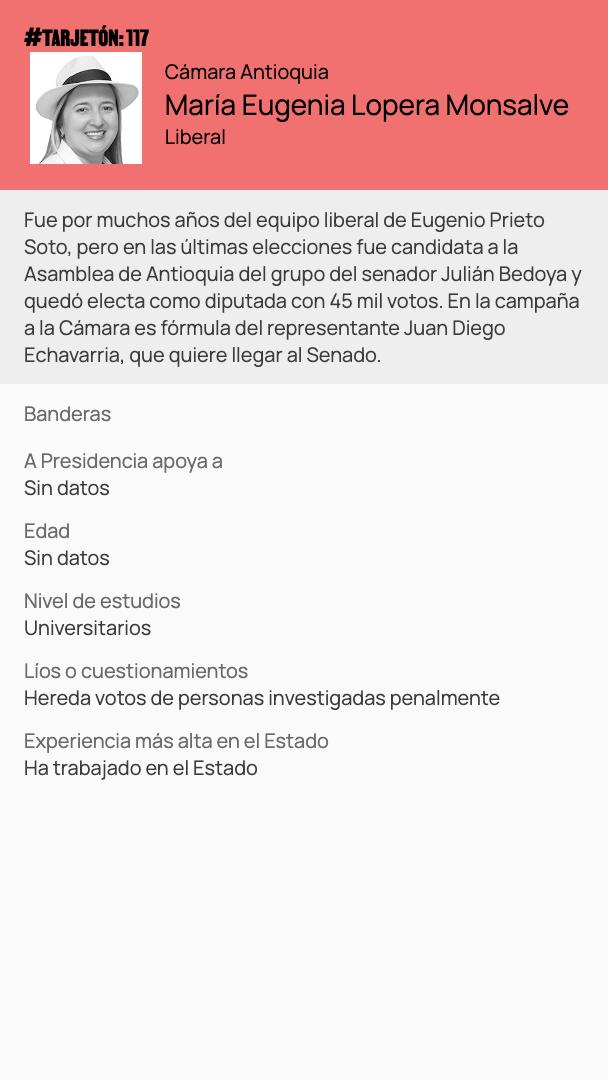 #TARJETÓN: 117
Cámara Antioquia
María Eugenia Lopera Monsalve
Liberal
Fue por muchos años del equipo liberal de Eugenio Prieto
Soto, pero en las últimas elecciones fue candidata a la
Asamblea de Antioquia del grupo del senador Julián Bedoya y
quedó electa como diputada con 45 mil votos. En la campaña
a la Cámara es fórmula del representante Juan Diego
Echavarria, que quiere llegar al Senado.
Banderas
A Presidencia apoya a
Sin datos
Edad
Sin datos
Nivel de estudios
Universitarios
Líos o cuestionamientos
Hereda votos de personas investigadas penalmente
Experiencia más alta en el Estado
Ha trabajado en el Estado